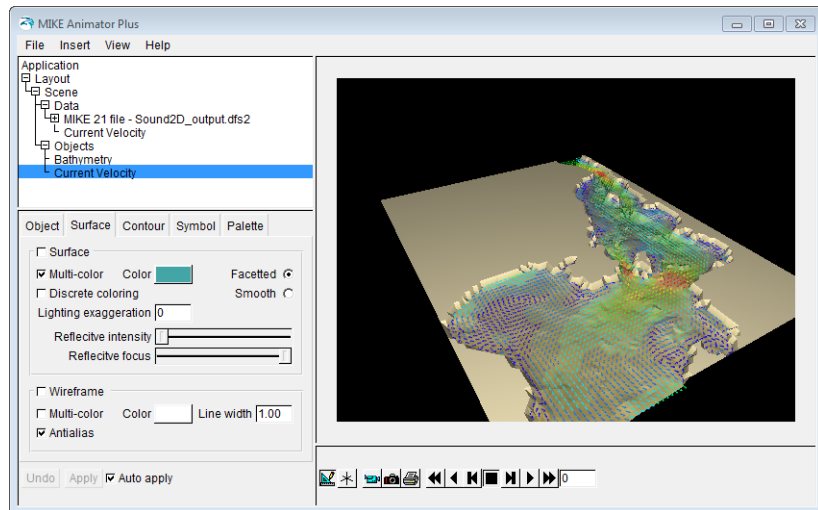 MIKE Animator Plus
File Insert View Help
Application
Layout
Scene
Data
MIKE 21 file - Sound2D_output.dfs2
Current Velocity
Objects
Bathymetry
Current Velocity
Object Surface Contour Symbol Palette
Surface
Multi-color Color Facetted
Discrete coloring Smooth
Lighting exaggeration 0
Reflecitve intensity
Reflecitve focus
Wireframe
Multi-color Color Line width 1.00
Antialias
Undo Apply Auto apply
0